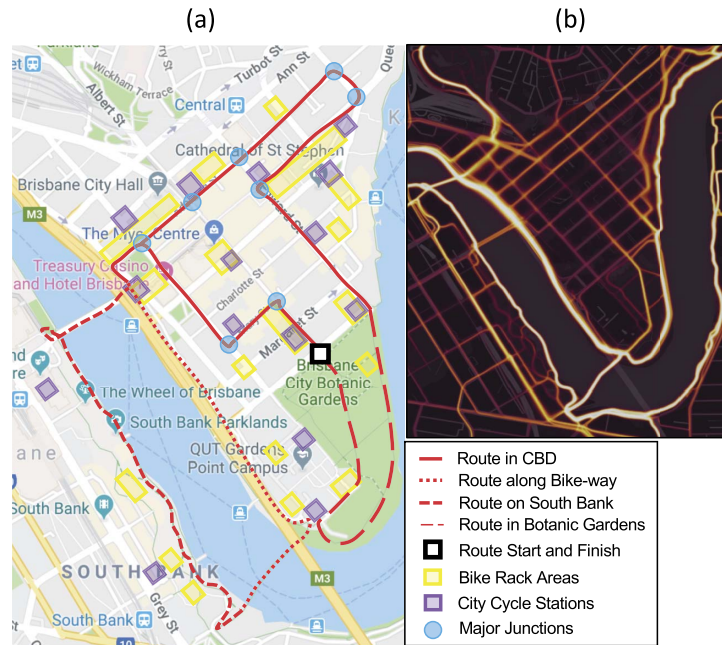 (a)
(b)
Parkland
Wickham Terrace
Albert St
Turbot St
Ann St
Central
Cathedral of St Stephen
Brisbane City Hall
M3
The Myer Centre
Treasury Casino
and Hotel Brisbane
Charlotte St
Margaret St
Brisbane
City Botanic
Gardens
The Wheel of Brisbane
South Bank Parklands
QUT Gardens
Point Campus
South Bank
SOUTH BANK
Grey St
M3
South Bank
10
Route in CBD
Route along Bike-way
Route on South Bank
Route in Botanic Gardens
Route Start and Finish
Bike Rack Areas
City Cycle Stations
Major Junctions